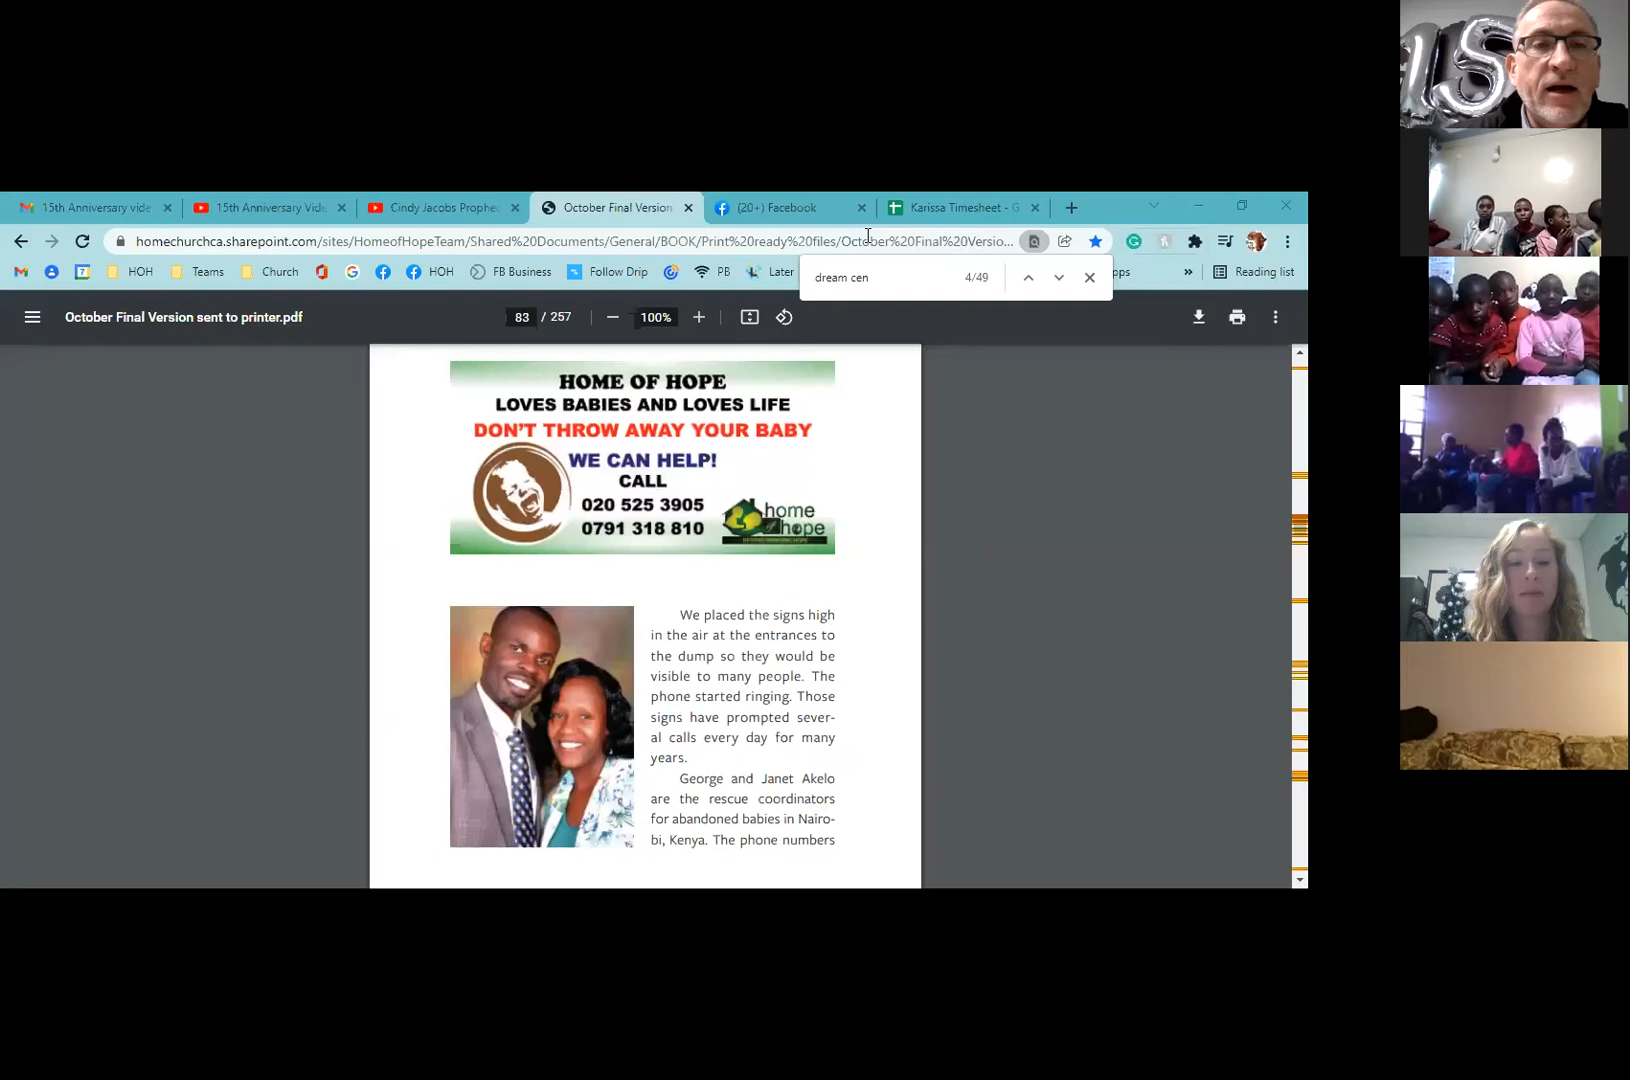 15th Anniversary vide
15th Anniversary Vid
Cindy Jacobs Prophe
October Final Version
(20+) Facebook
Karissa Timesheet - G
homechurchca.sharepoint.com/sites/HomeofHopeTeam/Shared%20Documents/General/BOOK/Print%20ready%20files/October%20Final%20Versio...
HOH
Teams
Church
HOH
FB Business
Follow Drip
PB
Later
pps
»
Reading list
dream cen
4/49
October Final Version sent to printer.pdf
83 / 257
100%
HOME OF HOPE
LOVES BABIES AND LOVES LIFE
DON'T THROW AWAY YOUR BABY
WE CAN HELP!
CALL
020 525 3905
0791 318 810
home
of hope
We placed the signs high
in the air at the entrances to
the dump so they would be
visible to many people. The
phone started ringing. Those
signs have prompted sever-
al calls every day for many
years.
George and Janet Akelo
are the rescue coordinators
for abandoned babies in Nairo-
bi, Kenya. The phone numbers
15